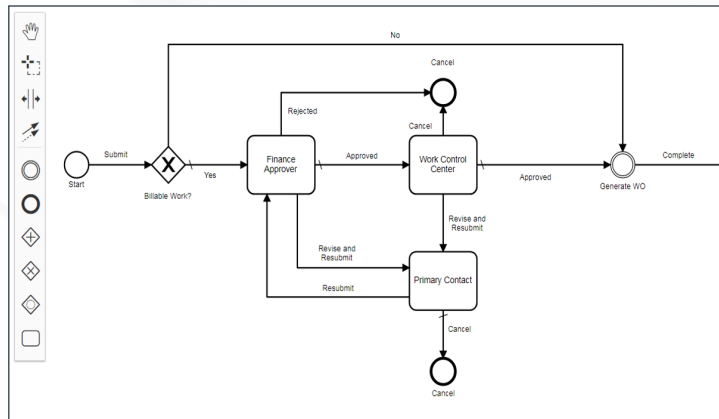 No
Cancel
Rejected
Cancel
Submit
Finance
Approver
Approved
Work Control
Center
Complete
Start
Yes
Approved
Generate WO
Billable Work?
Revise and
Resubmit
Revise and
Resubmit
Resubmit
Primary Contact
Cancel
Cancel